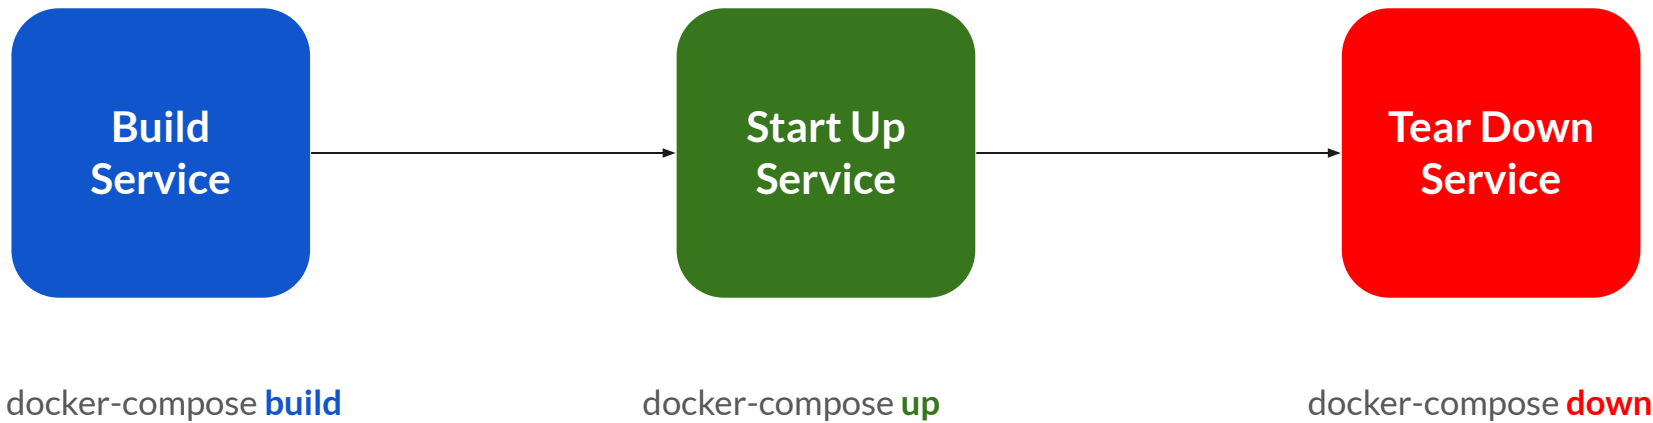 Build
Service
Start Up
Service
Tear Down
Service
docker-compose build
docker-compose up
docker-compose down